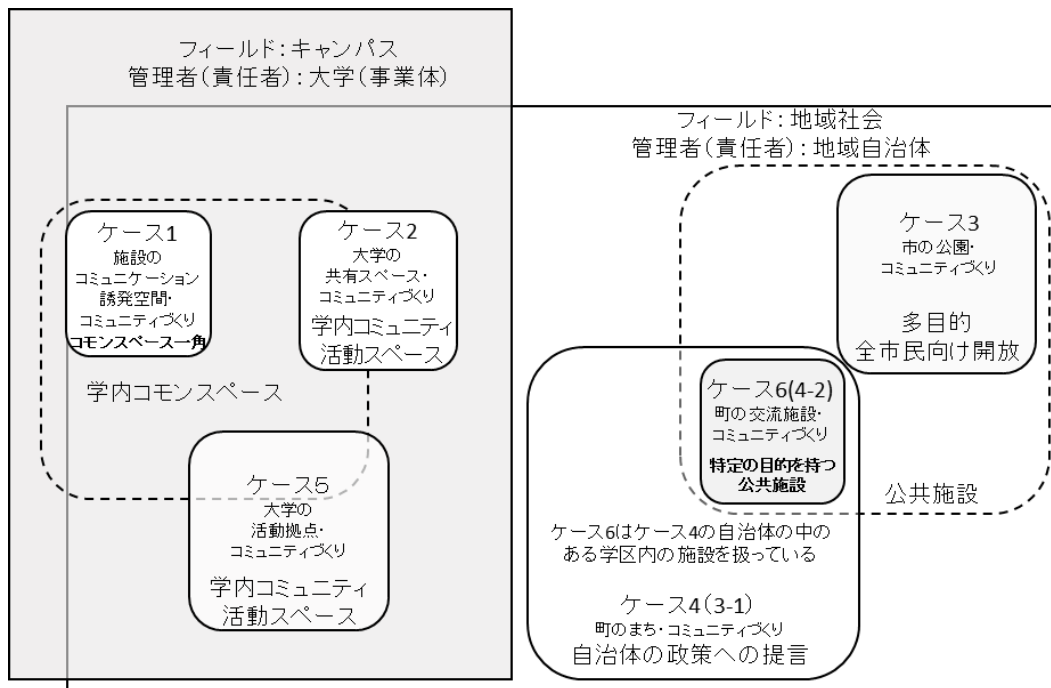 フィールド:キャンパス
管理者(責任者):大学(事業体)
フィールド:地域社会
管理者(責任者):地域自治体
ケース1
施設の
コミュニケーション
誘発空間・
コミュニティづくり
コモンスペース一角
ケース2
大学の
共有スペース・
コミュニティづくり
学内コミュニティ
活動スペース
学内コモンスペース
ケース5
大学の
活動拠点・
コミュニティづくり
学内コミュニティ
活動スペース
ケース3
市の公園・
コミュニティづくり
多目的
全市民向け開放
ケース6(4-2)
町の交流施設・
コミュニティづくり
特定の目的を持つ
公共施設
公共施設
ケース6はケース4の自治体の中の
ある学区内の施設を扱っている
ケース4(3-1)
町のまち・コミュニティづくり
自治体の政策への提言